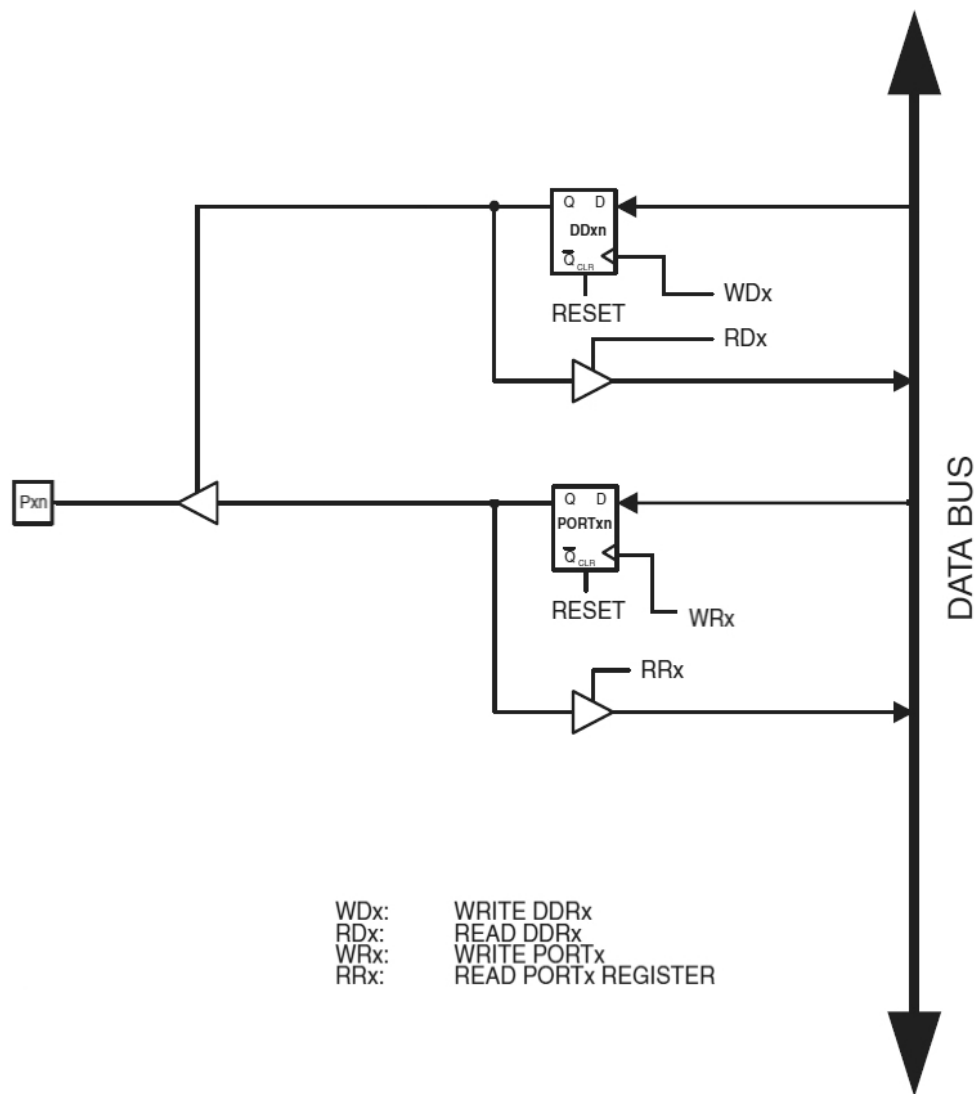 Q D
DDxn
Q CLR
WDx
RESET
RDx
Pxn
Q D
PORTxn
Q CLR
RESET
WRx
RRx
DATA BUS
WDx: WRITE DDRx
RDx: READ DDRx
WRx: WRITE PORTx
RRx: READ PORTx REGISTER